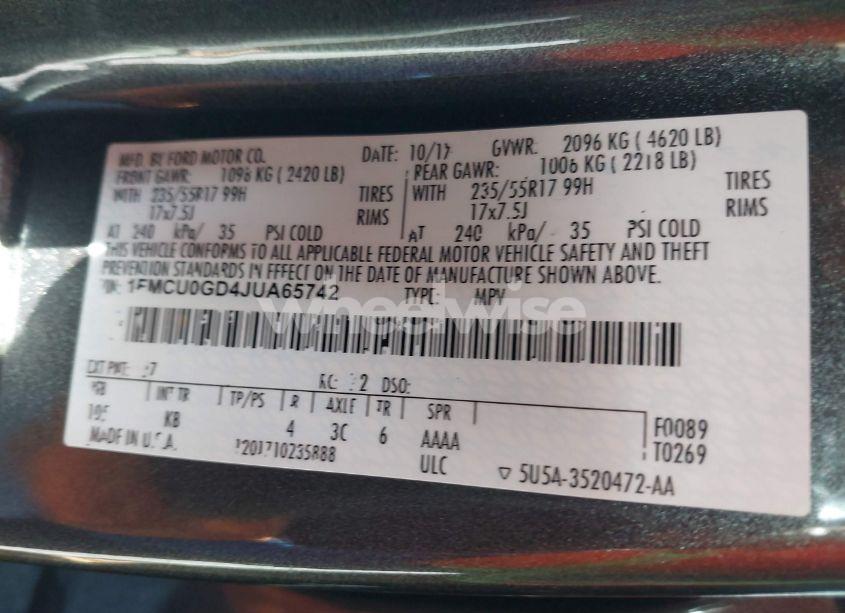 MFD. BY FORD MOTOR CO. DATE: 10/17 GVWR: 2096 KG ( 4620 LB)
FRONT GAWR: 1096 KG ( 2420 LB) REAR GAWR: 1006 KG ( 2218 LB)
WITH 235/55R17 99H TIRES WITH 235/55R17 99H TIRES
17x7.5J RIMS 17x7.5J RIMS
AT 240 kPa/ 35 PSI COLD AT 240 kPa/ 35 PSI COLD
THIS VEHICLE CONFORMS TO ALL APPLICABLE FEDERAL MOTOR VEHICLE SAFETY AND THEFT
PREVENTION STANDARDS IN EFFECT ON THE DATE OF MANUFACTURE SHOWN ABOVE.
VIN: 1FMCU0GD4JUA65742 TYPE: MPV
wheelwise
EXT PNT: RC: DSO:
INT TR TP/PS R AXLE TR SPR
KB 4 3C 6 AAAA F0089
MADE IN U.S.A. ULC T0269
5U5A-3520472-AA